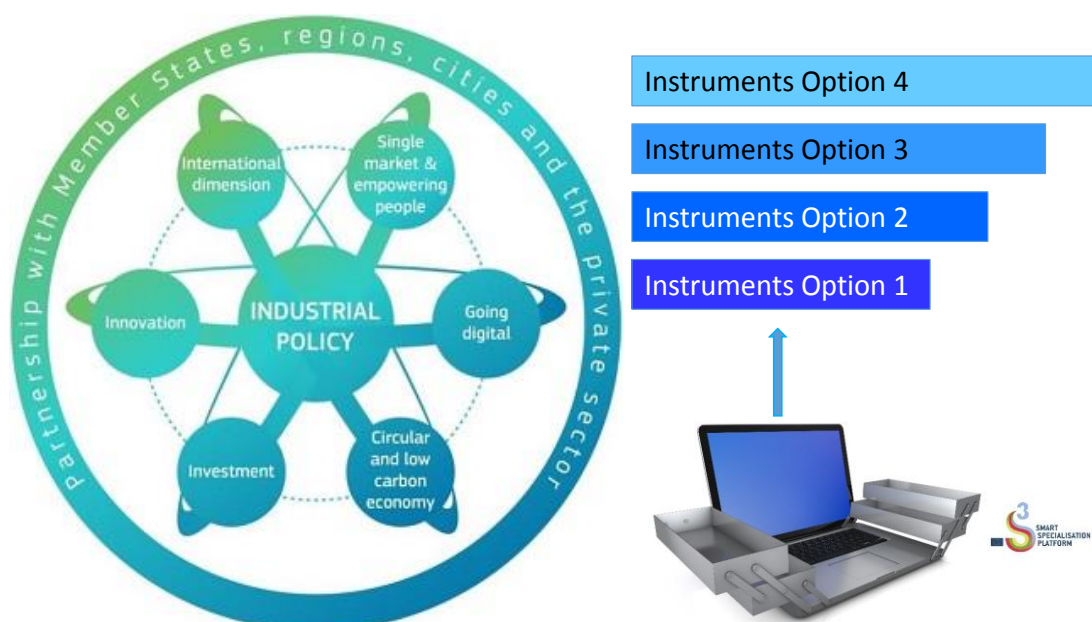 Partnership with Member States, regions, cities and the private sector
International
dimension
Single
market &
empowering
people
Innovation
INDUSTRIAL
POLICY
Going
digital
Investment
Circular
and low
carbon
economy
Instruments Option 4
Instruments Option 3
Instruments Option 2
Instruments Option 1
S3
SMART
SPECIALISATION
PLATFORM